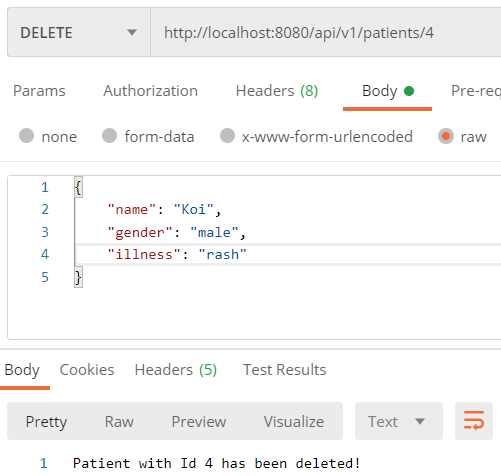 DELETE http://localhost:8080/api/v1/patients/4
Params Authorization Headers (8) Body Pre-req
none form-data x-www-form-urlencoded raw
1 {
2 "name": "Koi",
3 "gender": "male",
4 "illness": "rash"
5 }
Body Cookies Headers (5) Test Results
Pretty Raw Preview Visualize Text
1 Patient with Id 4 has been deleted!